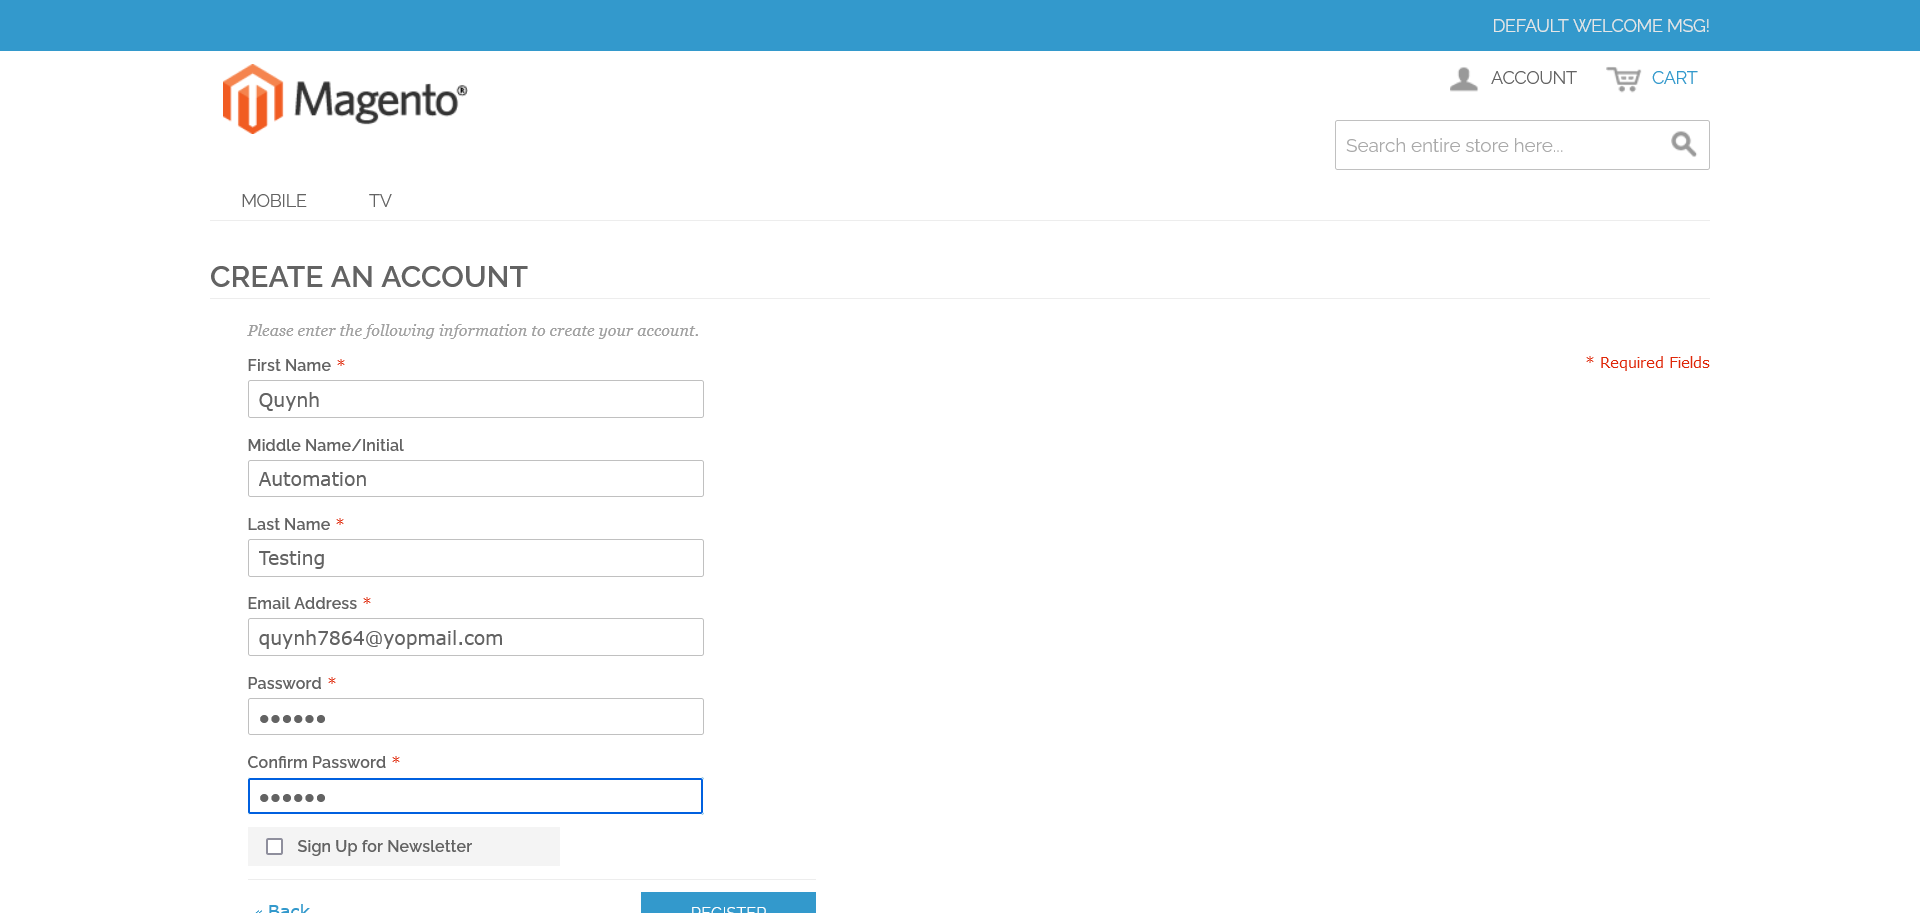 DEFAULT WELCOME MSG!
Magento®
ACCOUNT
CART
Search entire store here...
MOBILE
TV
CREATE AN ACCOUNT
Please enter the following information to create your account.
* Required Fields
First Name *
Quynh
Middle Name/Initial
Automation
Last Name *
Testing
Email Address *
quynh7864@yopmail.com
Password *
••••••
Confirm Password *
••••••
Sign Up for Newsletter
« Back
REGISTER